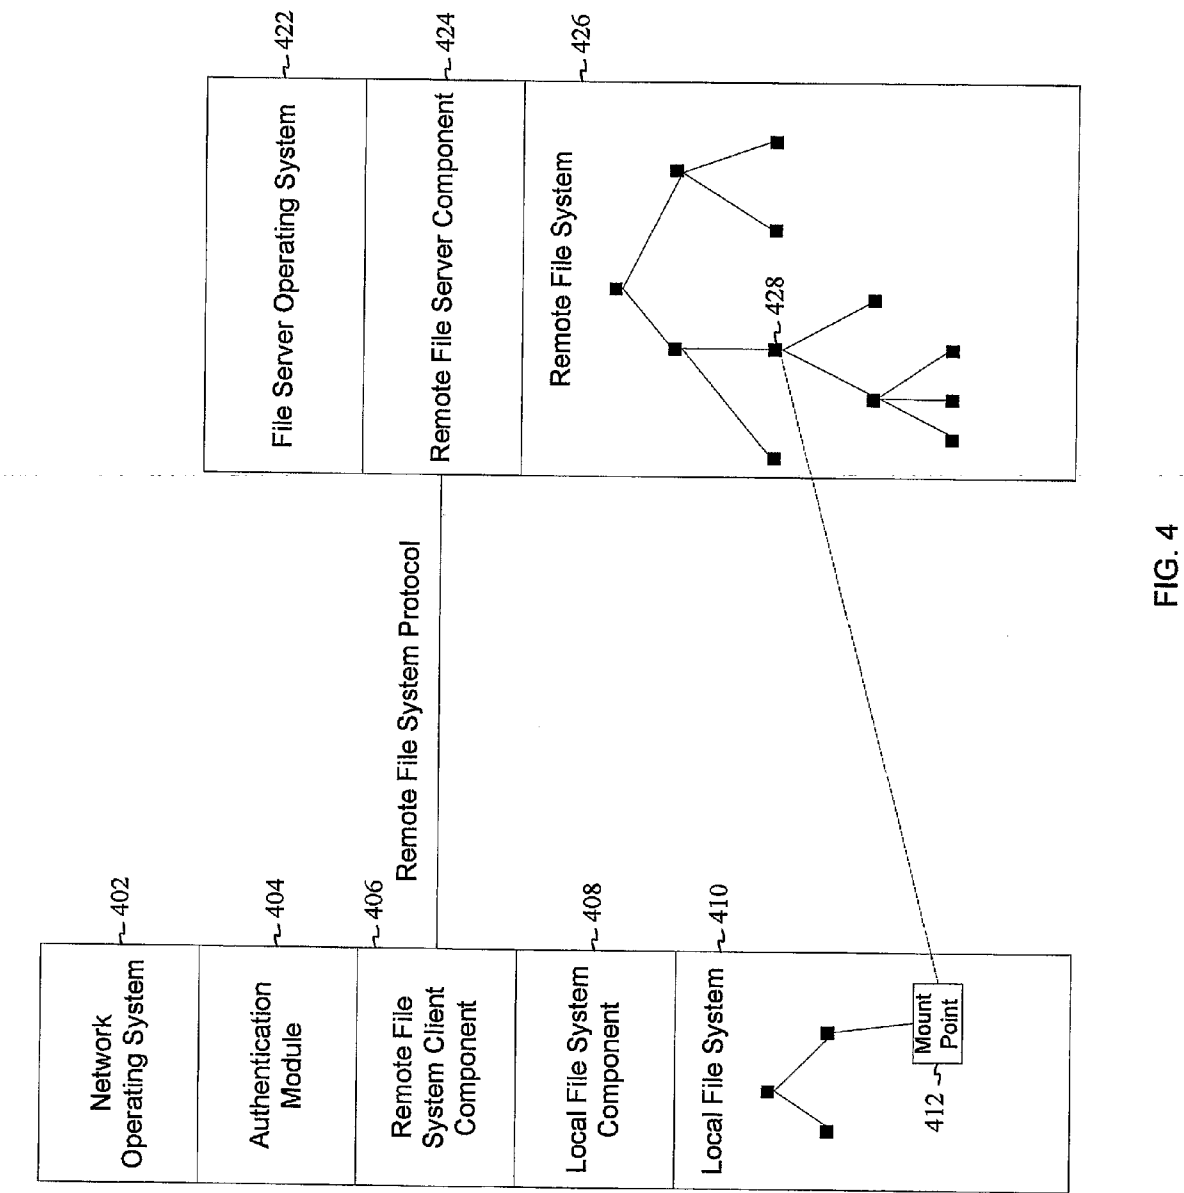 Network
Operating System
402
Authentication
Module
404
Remote File
System Client
Component
406
Local File System
Component
408
Local File System
410
Mount
Point
412
Remote File System Protocol
File Server Operating System
422
Remote File Server Component
424
Remote File System
426
428
FIG. 4